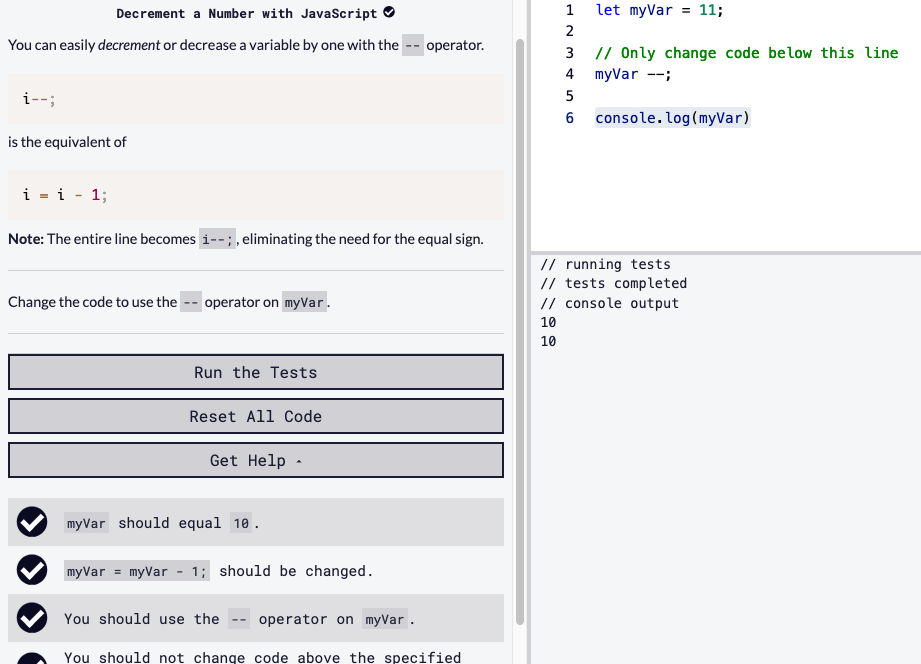 Decrement a Number with JavaScript
You can easily decrement or decrease a variable by one with the -- operator.
i--;
is the equivalent of
i = i - 1;
Note: The entire line becomes i--;, eliminating the need for the equal sign.
Change the code to use the -- operator on myVar.
Run the Tests
Reset All Code
Get Help ^
myVar should equal 10.
myVar = myVar - 1; should be changed.
You should use the -- operator on myVar.
You should not change code above the specified
1 let myVar = 11;
2
3 // Only change code below this line
4 myVar --;
5
6 console.log(myVar)
// running tests
// tests completed
// console output
10
10